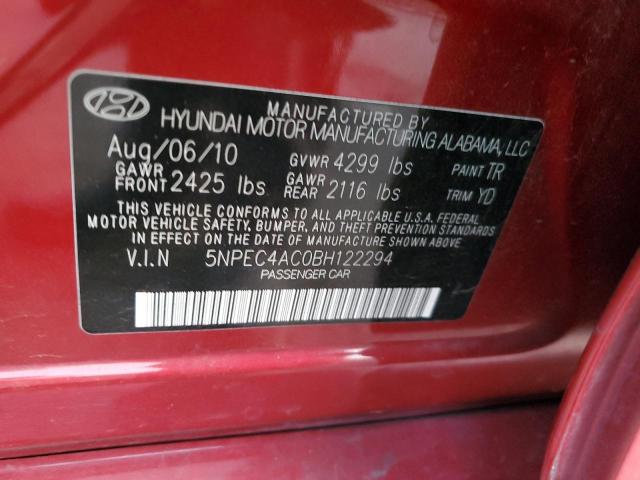 MANUFACTURED BY
HYUNDAI MOTOR MANUFACTURING ALABAMA, LLC
Aug/06/10 GVWR 4299 lbs PAINT TR
GAWR FRONT 2425 lbs GAWR REAR 2116 lbs TRIM YD
THIS VEHICLE CONFORMS TO ALL APPLICABLE U.S.A. FEDERAL
MOTOR VEHICLE SAFETY, BUMPER, AND THEFT PREVENTION STANDARDS
IN EFFECT ON THE DATE OF MANUFACTURE SHOWN ABOVE.
V.I.N 5NPEC4AC0BH122294
PASSENGER CAR